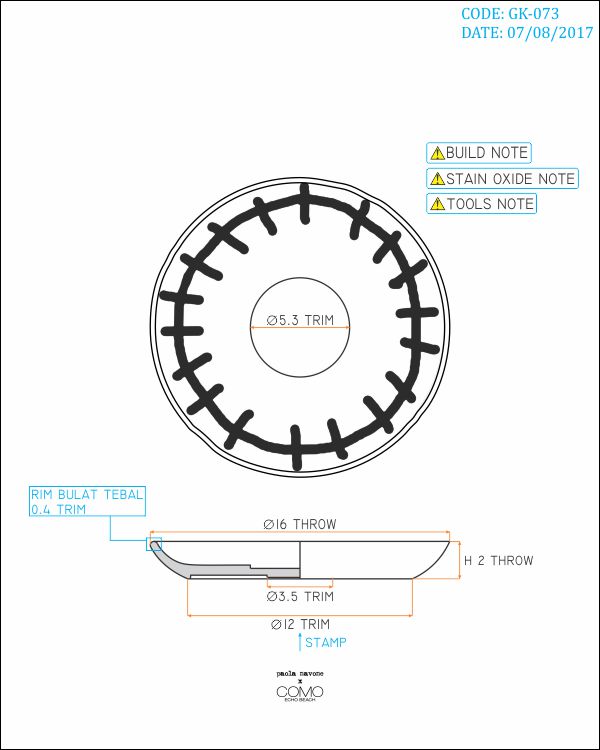 CODE: GK-073
DATE: 07/08/2017
BUILD NOTE
STAIN OXIDE NOTE
TOOLS NOTE
Ø5.3 TRIM
RIM BULAT TEBAL
0.4 TRIM
Ø16 THROW
H 2 THROW
Ø3.5 TRIM
Ø12 TRIM
STAMP
paola navone
x
COMO
ECHO BEACH